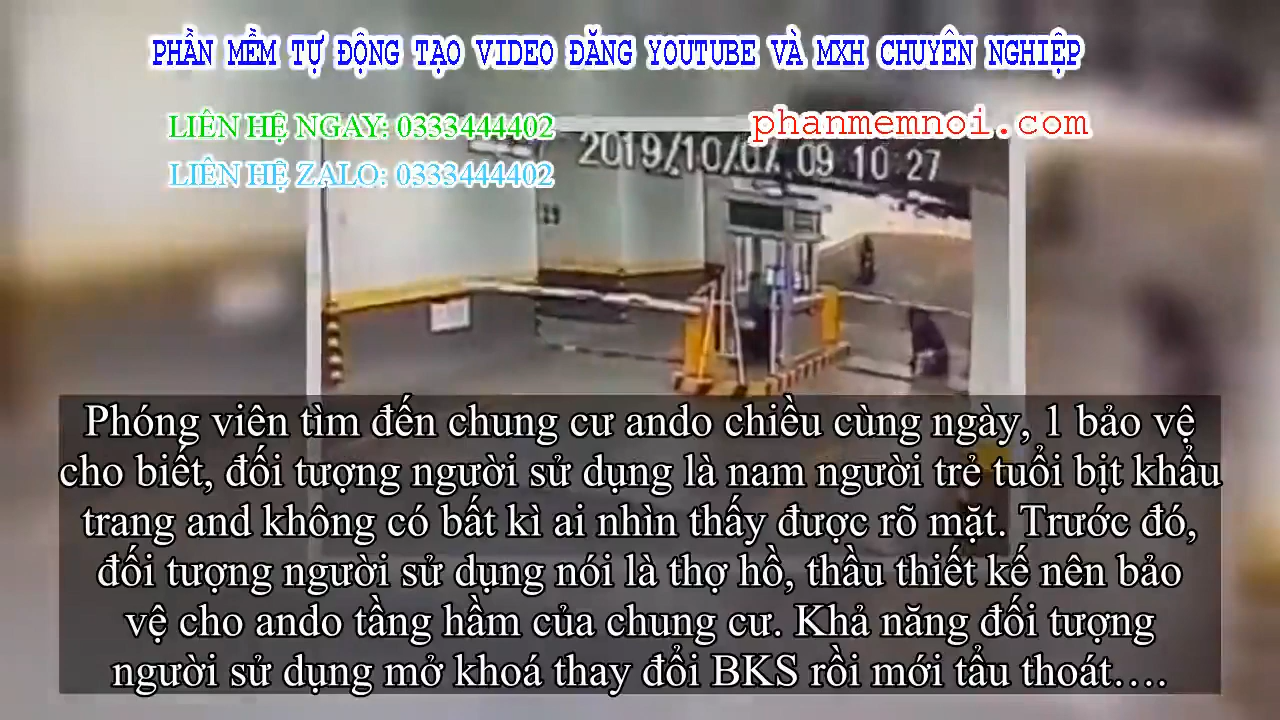 PHẦN MỀM TỰ ĐỘNG TẠO VIDEO ĐĂNG YOUTUBE VÀ MXH CHUYÊN NGHIỆP
LIÊN HỆ NGAY: 0333444402
phanmemnoi.com
2019/10/07 09 10:27
LIÊN HỆ ZALO: 0333444402
Phóng viên tìm đến chung cư ando chiều cùng ngày, 1 bảo vệ
cho biết, đối tượng người sử dụng là nam người trẻ tuổi bịt khẩu
trang and không có bất kì ai nhìn thấy được rõ mặt. Trước đó,
đối tượng người sử dụng nói là thợ hồ, thầu thiết kế nên bảo
vệ cho ando tầng hầm của chung cư. Khả năng đối tượng
người sử dụng mở khoá thay đổi BKS rồi mới tẩu thoát….